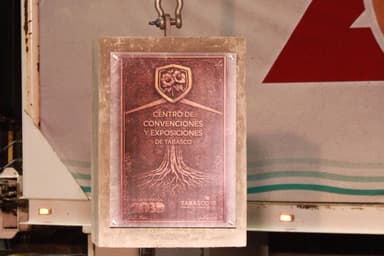 CENTRO DE
CONVENCIONES
Y EXPOSICIONES
DE TABASCO
TABASCO